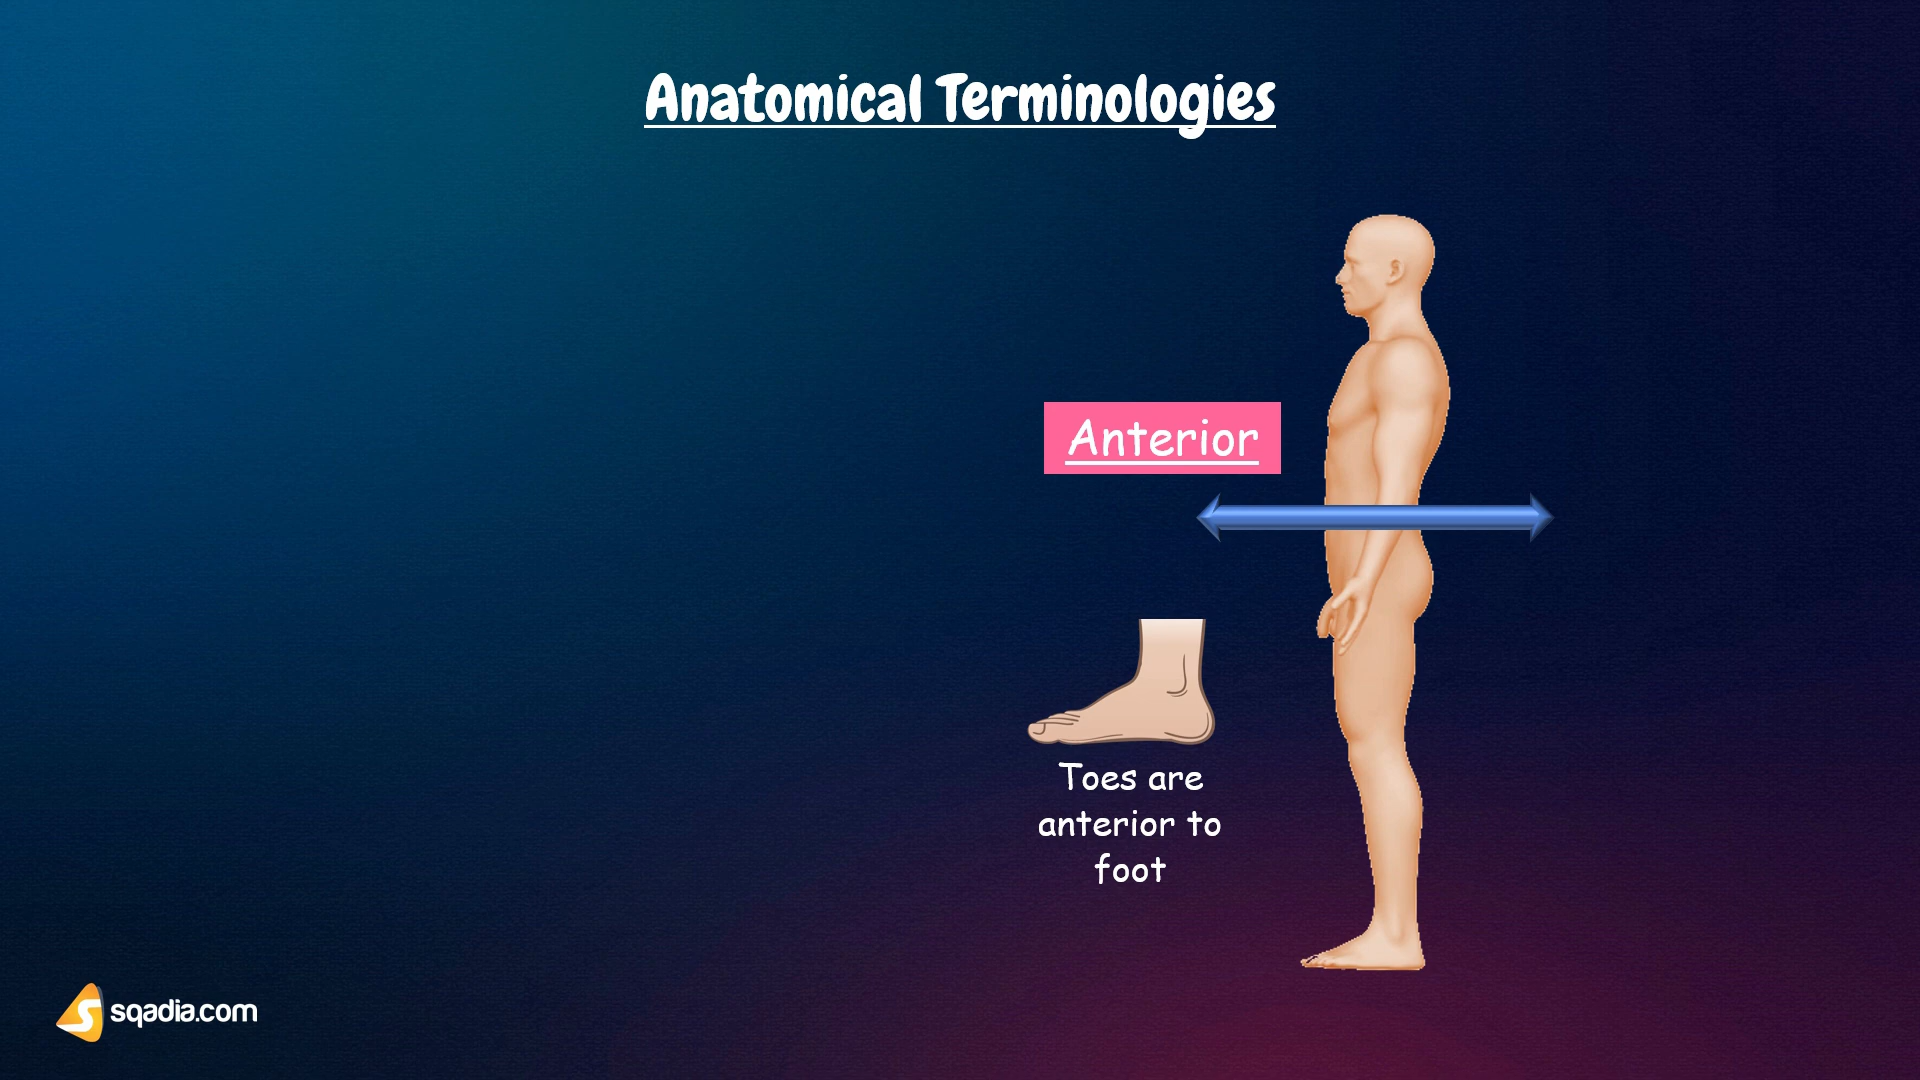 Anatomical Terminologies
Anterior
Toes are
anterior to
foot
sqadia.com